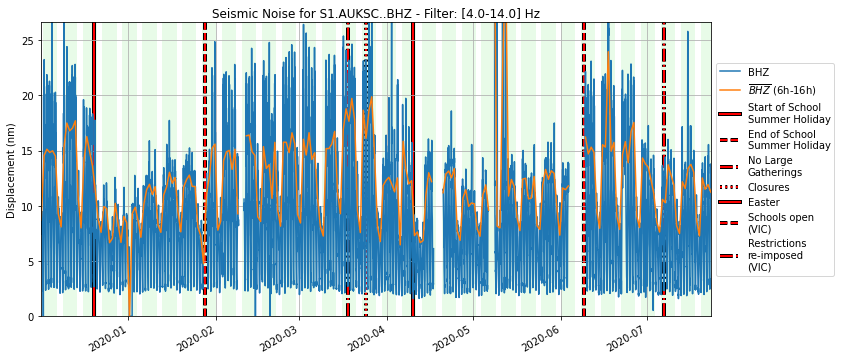 Seismic Noise for S1.AUKSC..BHZ - Filter: [4.0-14.0] Hz
Displacement (nm)
25
20
15
10
5
0
2020-01
2020-02
2020-03
2020-04
2020-05
2020-06
2020-07
BHZ
BHZ (6h-16h)
Start of School
Summer Holiday
End of School
Summer Holiday
No Large
Gatherings
Closures
Easter
Schools open
(VIC)
Restrictions
re-imposed
(VIC)